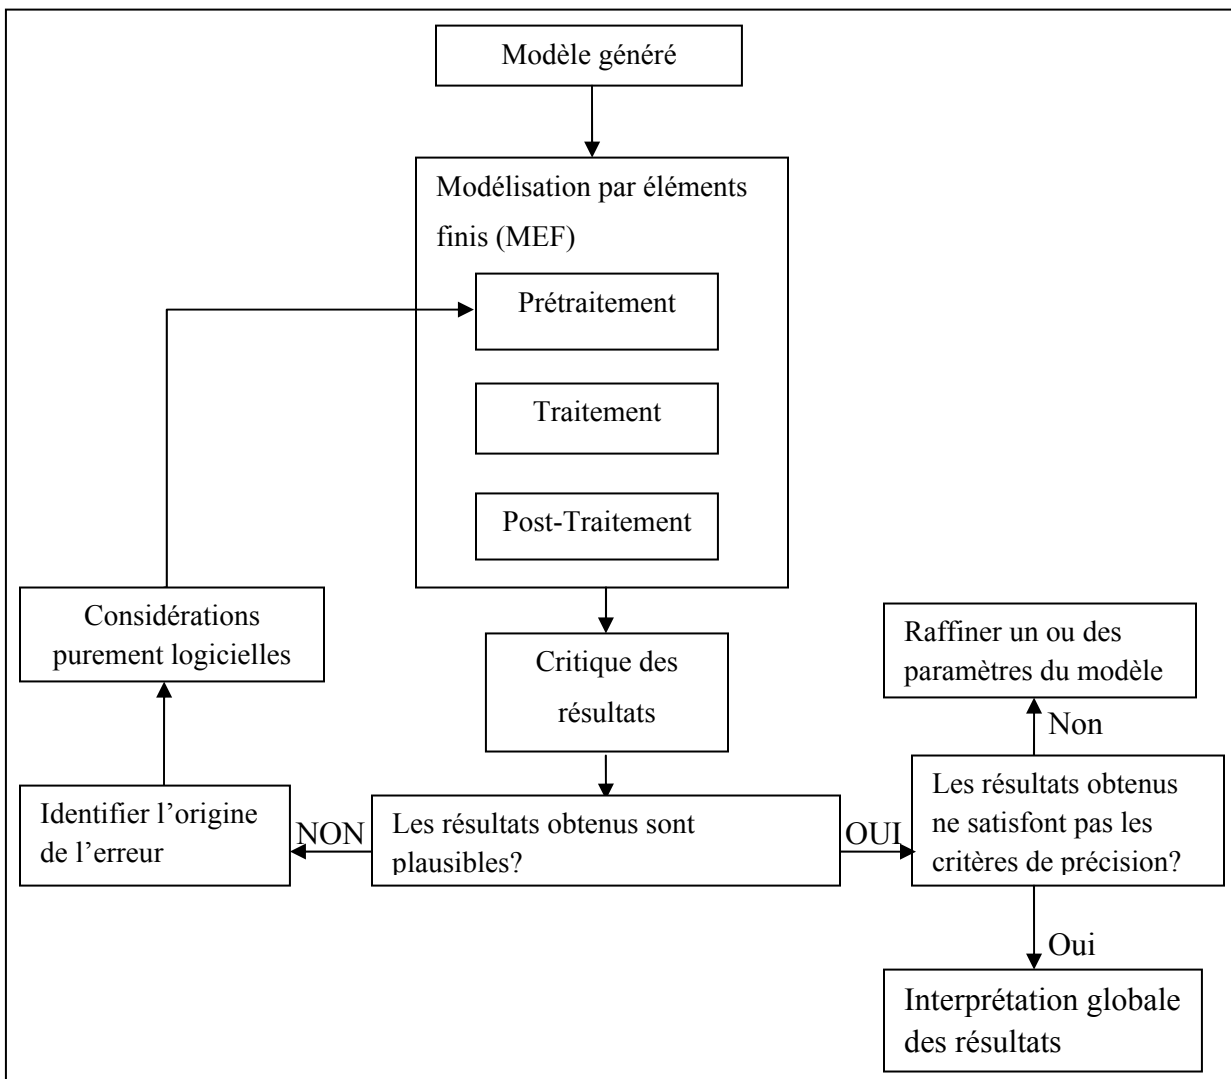 Modèle généré
Modélisation par éléments
finis (MEF)
Prétraitement
Traitement
Post-Traitement
Considérations
purement logicielles
Critique des
résultats
Raffiner un ou des
paramètres du modèle
Non
Identifier l’origine
de l’erreur
NON
Les résultats obtenus sont
plausibles?
OUI
Les résultats obtenus
ne satisfont pas les
critères de précision?
Oui
Interprétation globale
des résultats